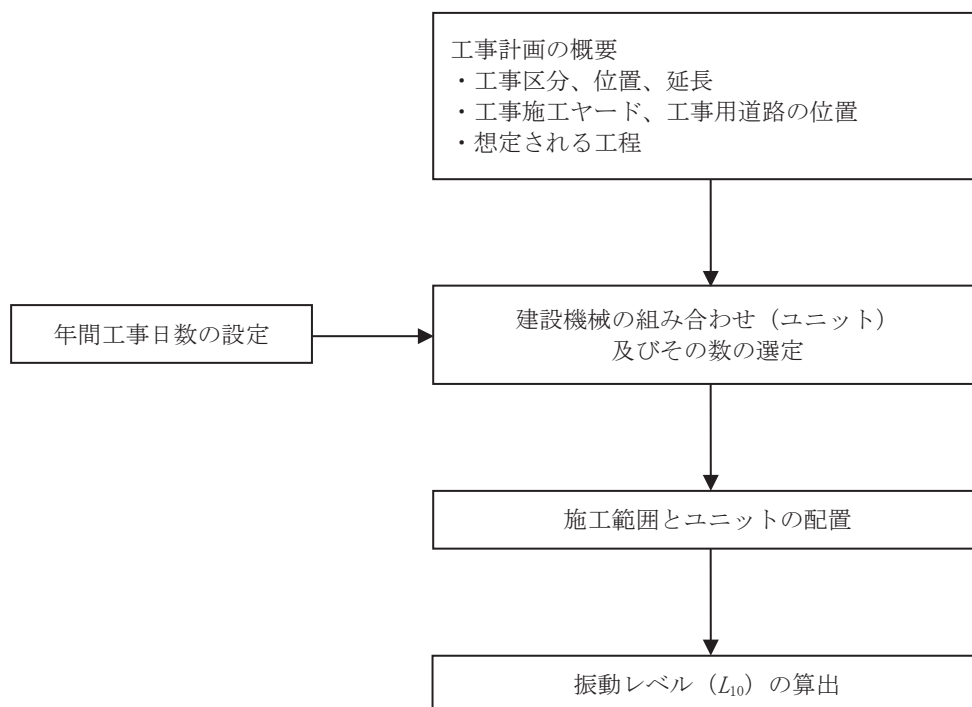 工事計画の概要
・工事区分、位置、延長
・工事施工ヤード、工事用道路の位置
・想定される工程
年間工事日数の設定
建設機械の組み合わせ（ユニット）
及びその数の選定
施工範囲とユニットの配置
振動レベル（L10）の算出